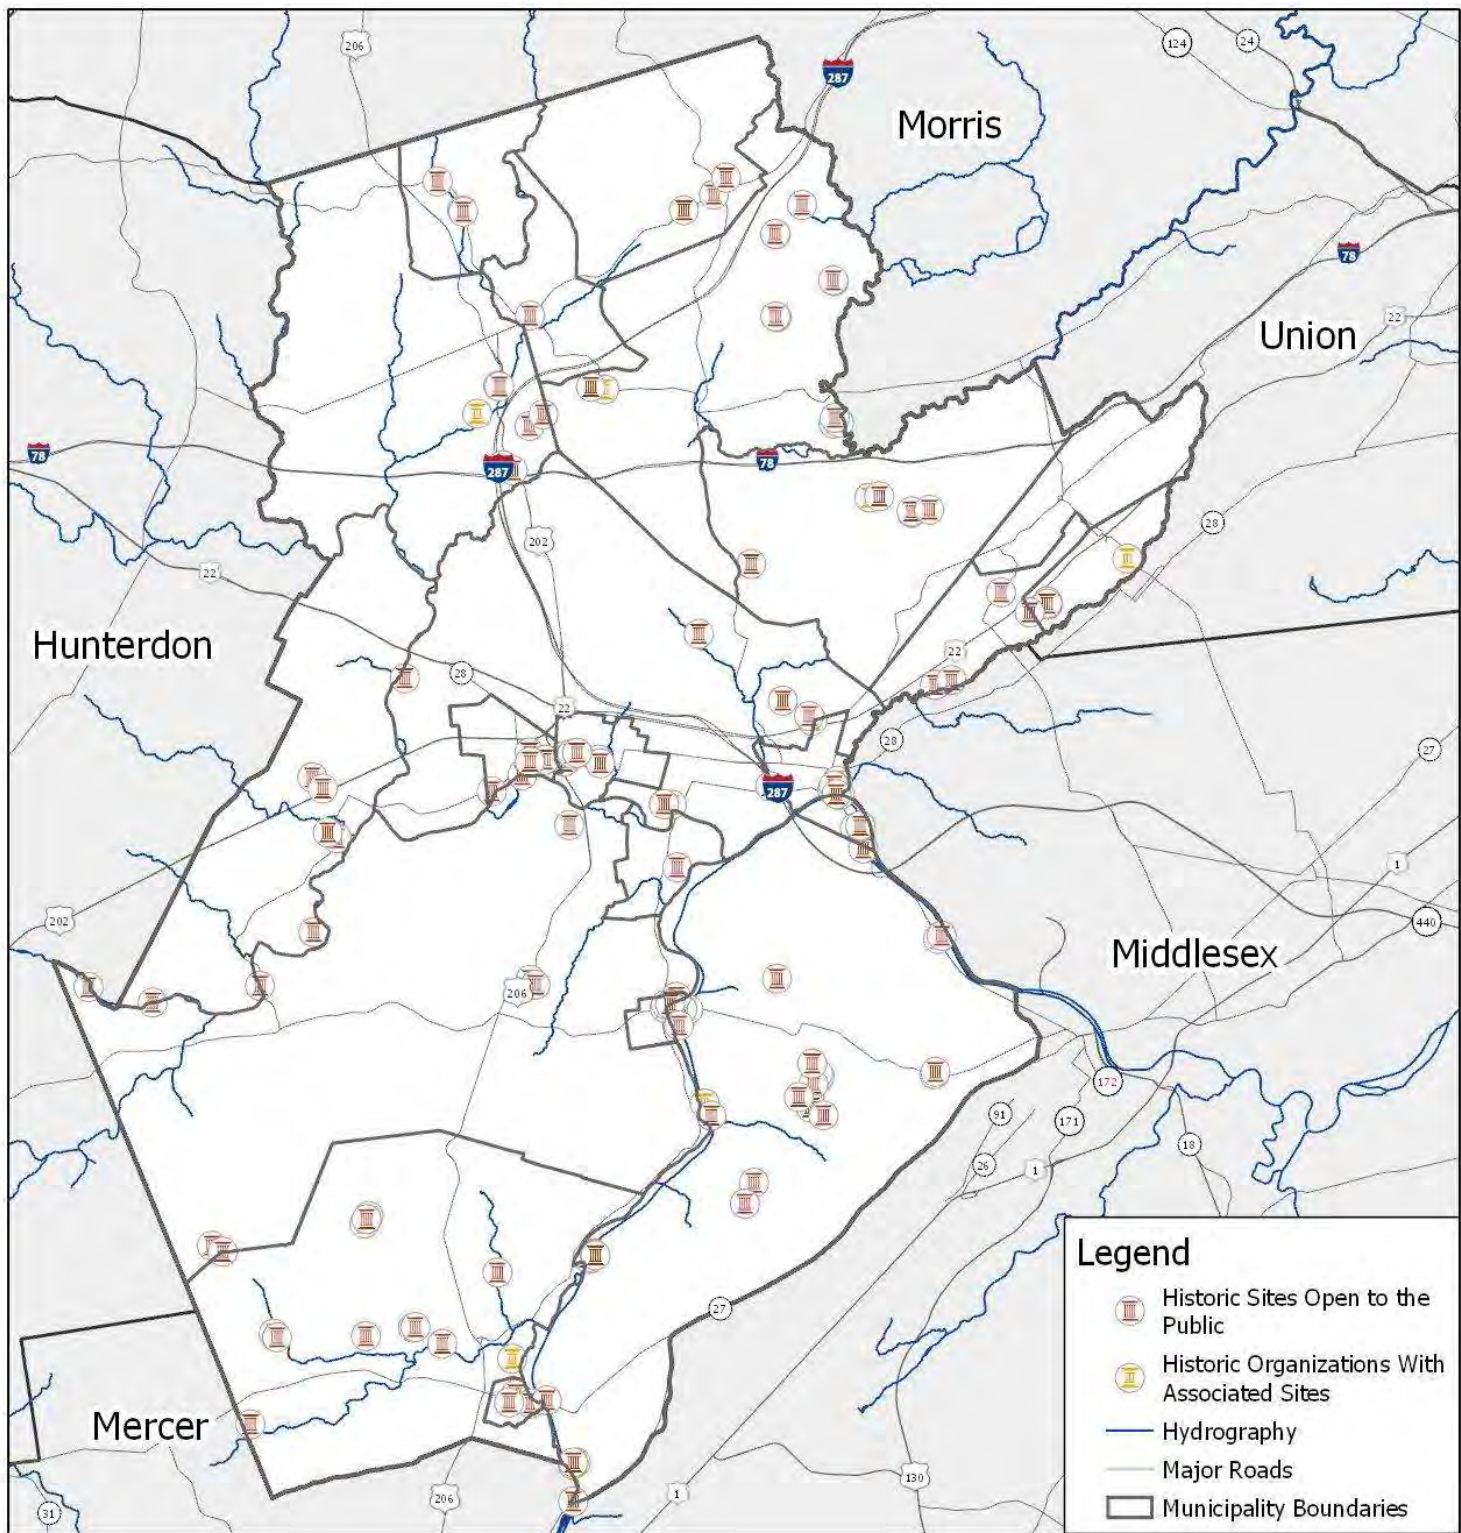 206
287
124
24
Morris
78
Union
22
78
78
287
202
28
22
Hunterdon
28
22
22
28
27
287
1
202
440
Middlesex
206
172
91
171
18
26
1
27
Mercer
206
1
130
31
Legend
Historic Sites Open to the
Public
Historic Organizations With
Associated Sites
Hydrography
Major Roads
Municipality Boundaries